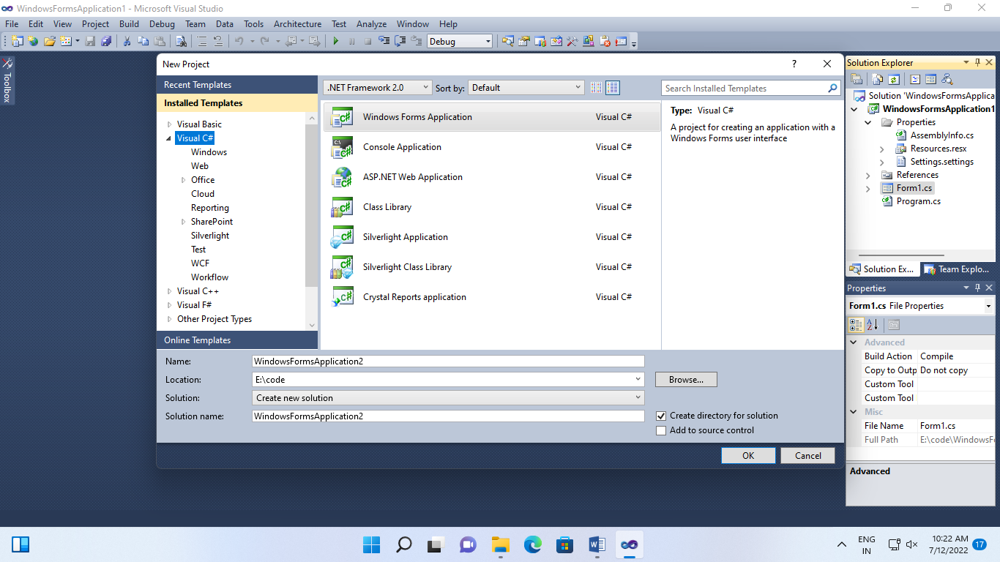 WindowsFormsApplication1 - Microsoft Visual Studio
File Edit View Project Build Debug Team Data Tools Architecture Test Analyze Window Help
Debug
Toolbox
New Project
?
Recent Templates
Installed Templates
Visual Basic
Visual C#
Windows
Web
Office
Cloud
Reporting
SharePoint
Silverlight
Test
WCF
Workflow
Visual C++
Visual F#
Other Project Types
Online Templates
.NET Framework 2.0 Sort by: Default
Search Installed Templates
Windows Forms Application Visual C#
Console Application Visual C#
ASP.NET Web Application Visual C#
Class Library Visual C#
Silverlight Application Visual C#
Silverlight Class Library Visual C#
Crystal Reports application Visual C#
Type: Visual C#
A project for creating an application with a
Windows Forms user interface
Name: WindowsFormsApplication2
Location: E:\code Browse...
Solution: Create new solution
Solution name: WindowsFormsApplication2
Create directory for solution
Add to source control
OK Cancel
Solution Explorer
Solution 'WindowsFormsApplica
WindowsFormsApplication1
Properties
AssemblyInfo.cs
Resources.resx
Settings.settings
References
Form1.cs
Program.cs
Solution Ex... Team Explo...
Properties
Form1.cs File Properties
Advanced
Build Action Compile
Copy to Outp Do not copy
Custom Tool
Custom Tool
Misc
File Name Form1.cs
Full Path E:\code\WindowsF
Advanced
ENG
IN
10:22 AM
7/12/2022
17